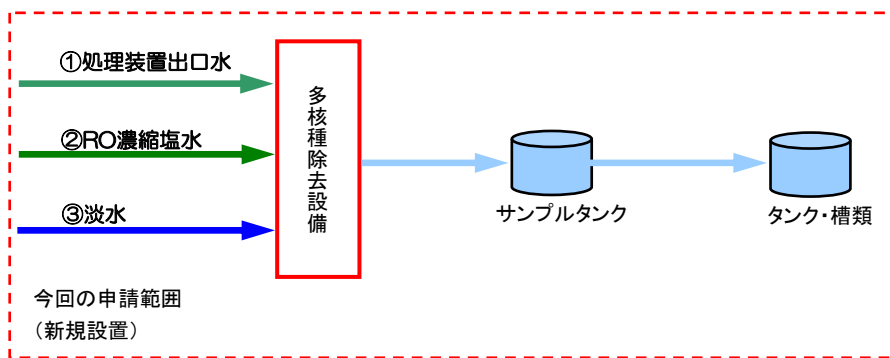 ①処理装置出口水
②RO濃縮塩水
③淡水
多核種除去設備
サンプルタンク
タンク・槽類
今回の申請範囲
（新規設置）